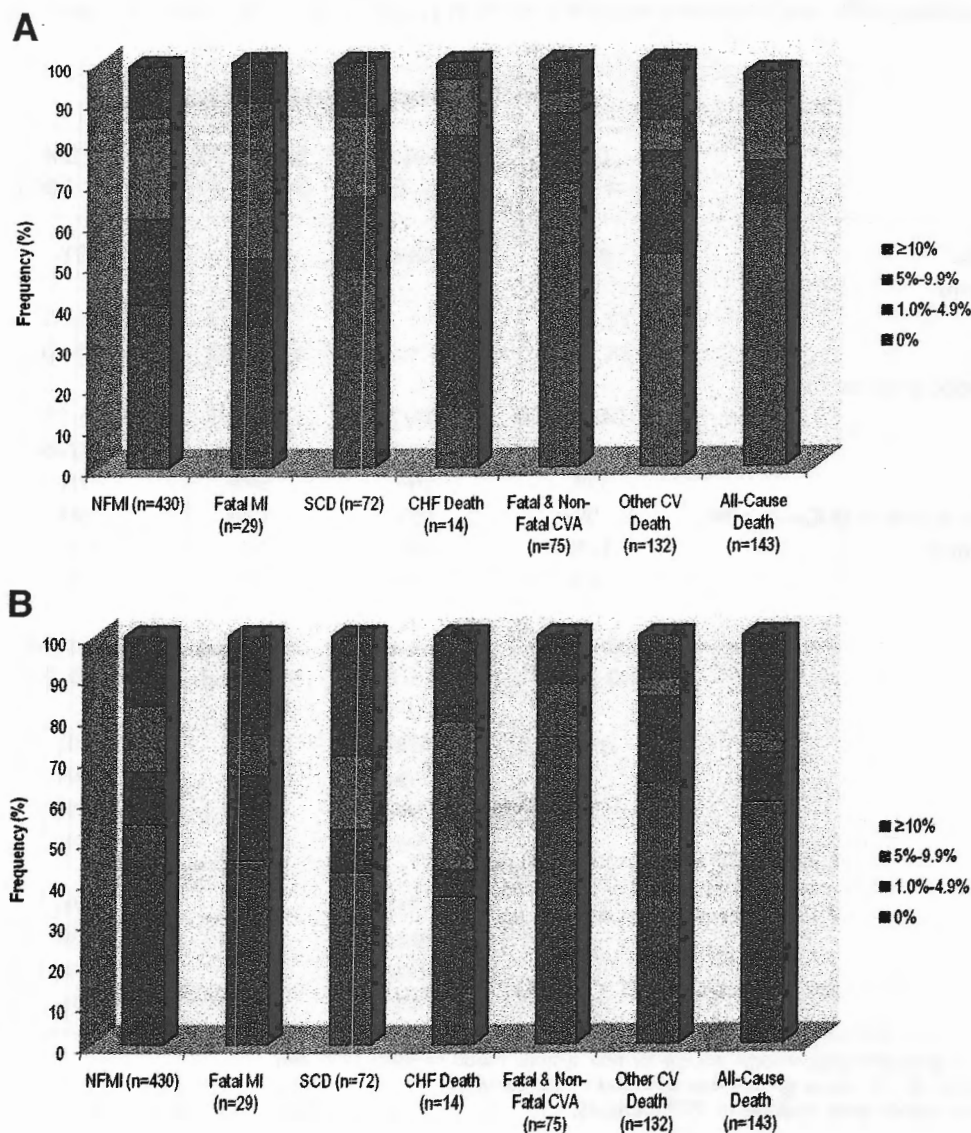 A
100
90
80
70
60
50
40
30
20
10
0
Frequency (%)
NFMI (n=430)
Fatal MI
(n=29)
SCD (n=72)
CHF Death
(n=14)
Fatal & Non-
Fatal CVA
(n=75)
Other CV
Death
(n=132)
All-Cause
Death
(n=143)
≥10%
5%-9.9%
1.0%-4.9%
0%
B
100
90
80
70
60
50
40
30
20
10
0
Frequency (%)
NFMI (n=430)
Fatal MI
(n=29)
SCD (n=72)
CHF Death
(n=14)
Fatal & Non-
Fatal CVA
(n=75)
Other CV
Death
(n=132)
All-Cause
Death
(n=143)
≥10%
5%-9.9%
1.0%-4.9%
0%